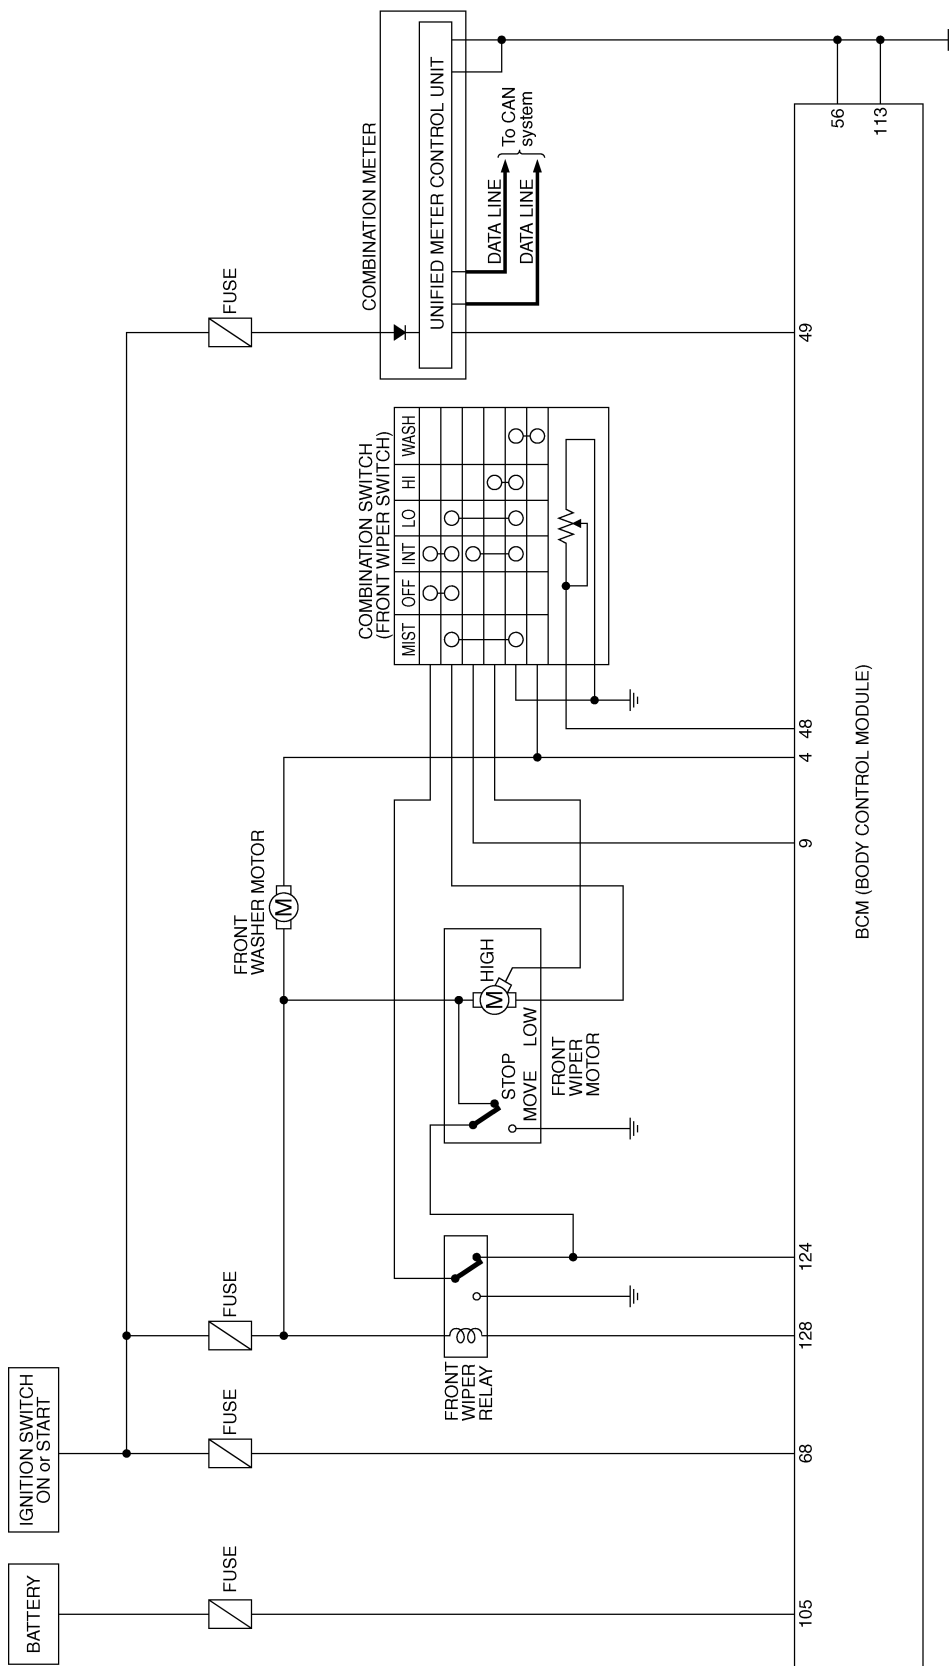 BATTERY
IGNITION SWITCH
ON or START
FUSE
FUSE
FUSE
FUSE
COMBINATION METER
UNIFIED METER CONTROL UNIT
DATA LINE
DATA LINE
To CAN
system
COMBINATION SWITCH
(FRONT WIPER SWITCH)
MIST
OFF
INT
LO
HI
WASH
FRONT
WASHER MOTOR
M
M
HIGH
LOW
STOP
MOVE
FRONT
WIPER
MOTOR
FRONT
WIPER
RELAY
105
68
128
124
9
4
48
49
56
113
BCM (BODY CONTROL MODULE)